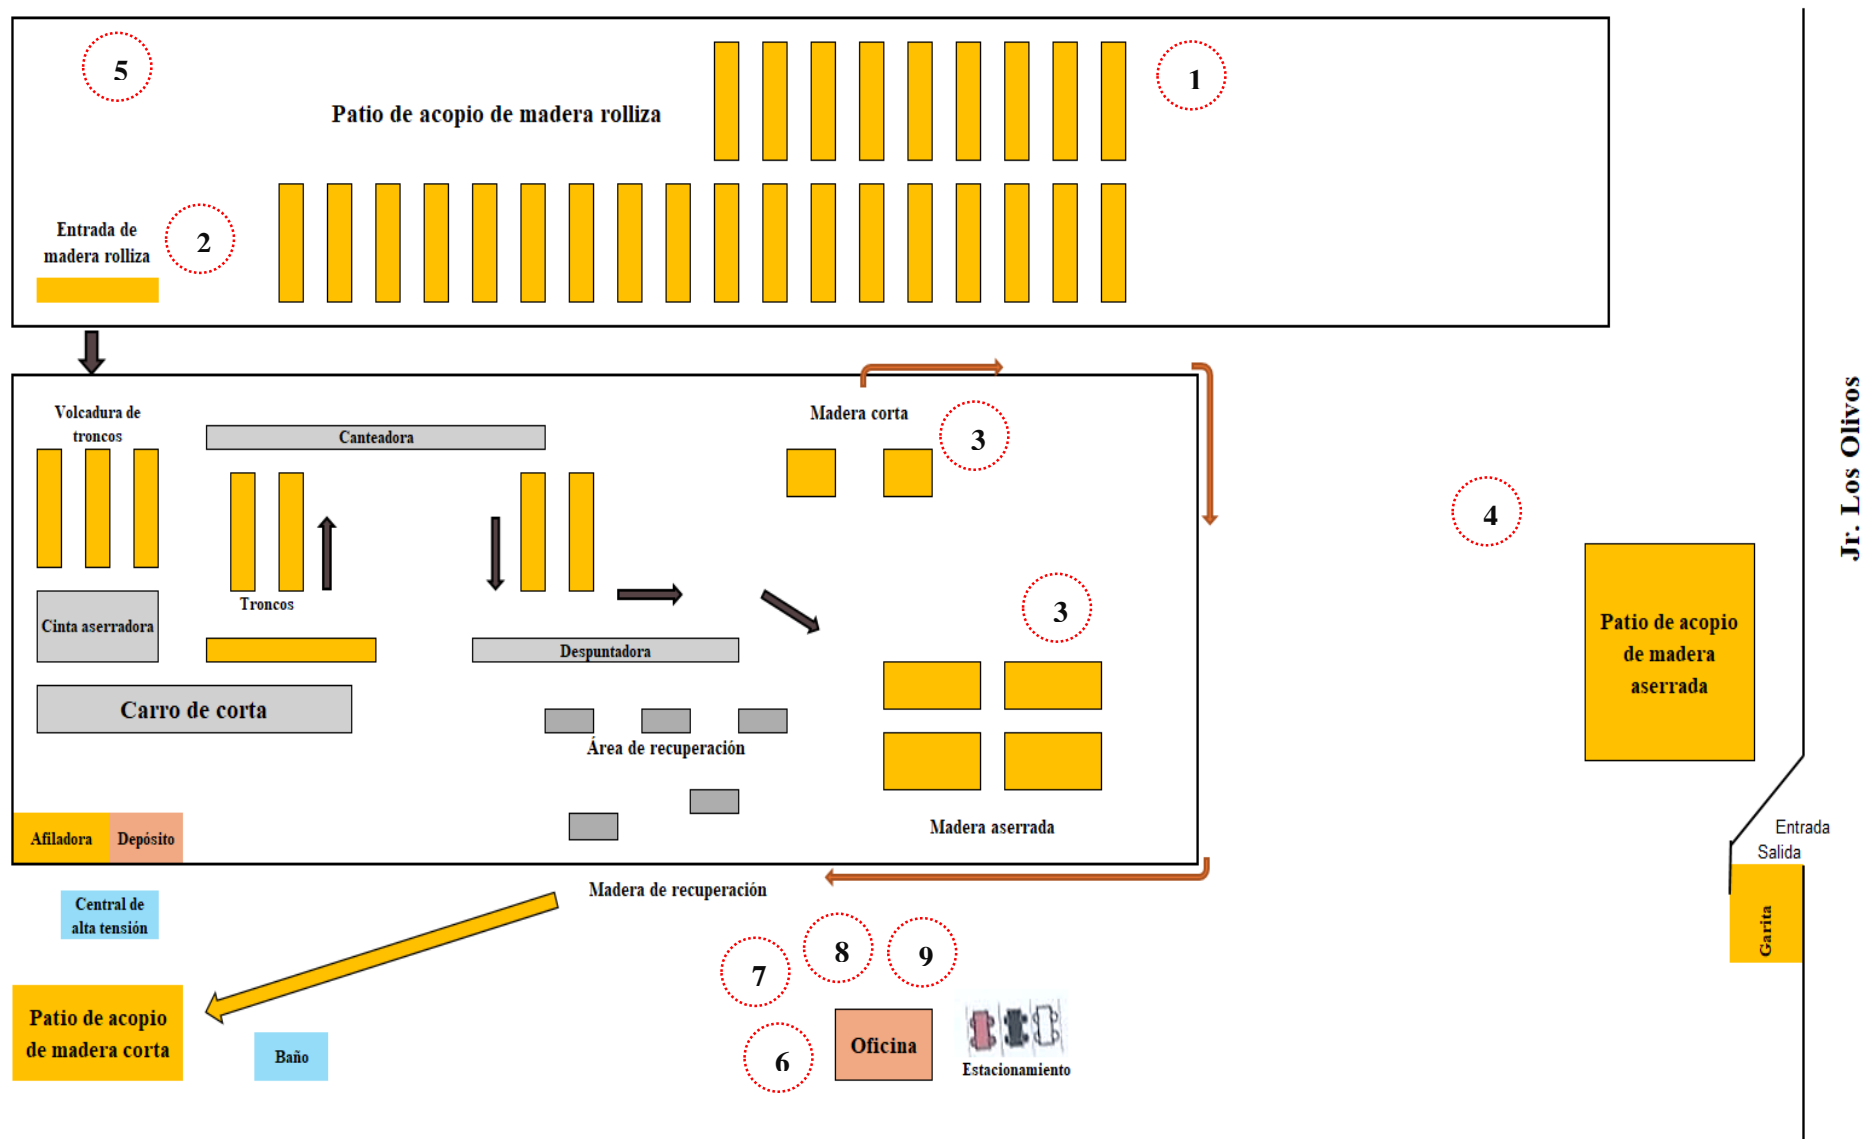 5
1
Patio de acopio de madera rolliza
Entrada de
madera rolliza
2
Volcadura de
troncos
Canteadora
Madera corta
3
Jr. Los Olivos
4
Troncos
Cinta aserradora
3
Despuntadora
Patio de acopio
de madera
aserrada
Carro de corta
Área de recuperación
Madera aserrada
Entrada
Salida
Afiladora
Depósito
Garita
Madera de recuperación
Central de
alta tensión
8
9
7
Patio de acopio
de madera corta
Baño
6
Oficina
Estacionamiento